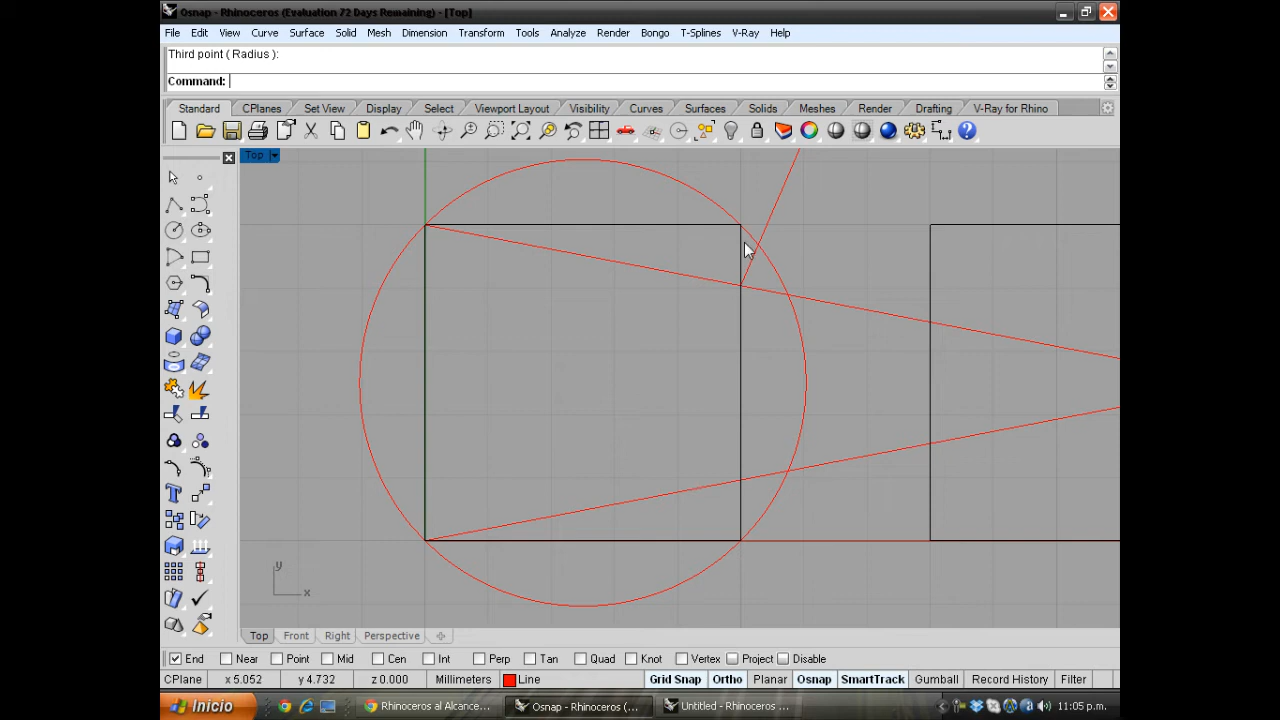 Osnap - Rhinoceros (Evaluation 72 Days Remaining) - [Top]
File Edit View Curve Surface Solid Mesh Dimension Transform Tools Analyze Render Bongo T-Splines V-Ray Help
Third point ( Radius ):
Command:
Standard CPlanes Set View Display Select Viewport Layout Visibility Curves Surfaces Solids Meshes Render Drafting V-Ray for Rhino
Top
y
x
Top Front Right Perspective
End Near Point Mid Cen Int Perp Tan Quad Knot Vertex Project Disable
CPlane x 5.052 y 4.732 z 0.000 Millimeters Line Grid Snap Ortho Planar Osnap SmartTrack Gumball Record History Filter
Inicio Rhinoceros al Alcance... Osnap - Rhinoceros (... Untitled - Rhinoceros ... 11:05 p.m.